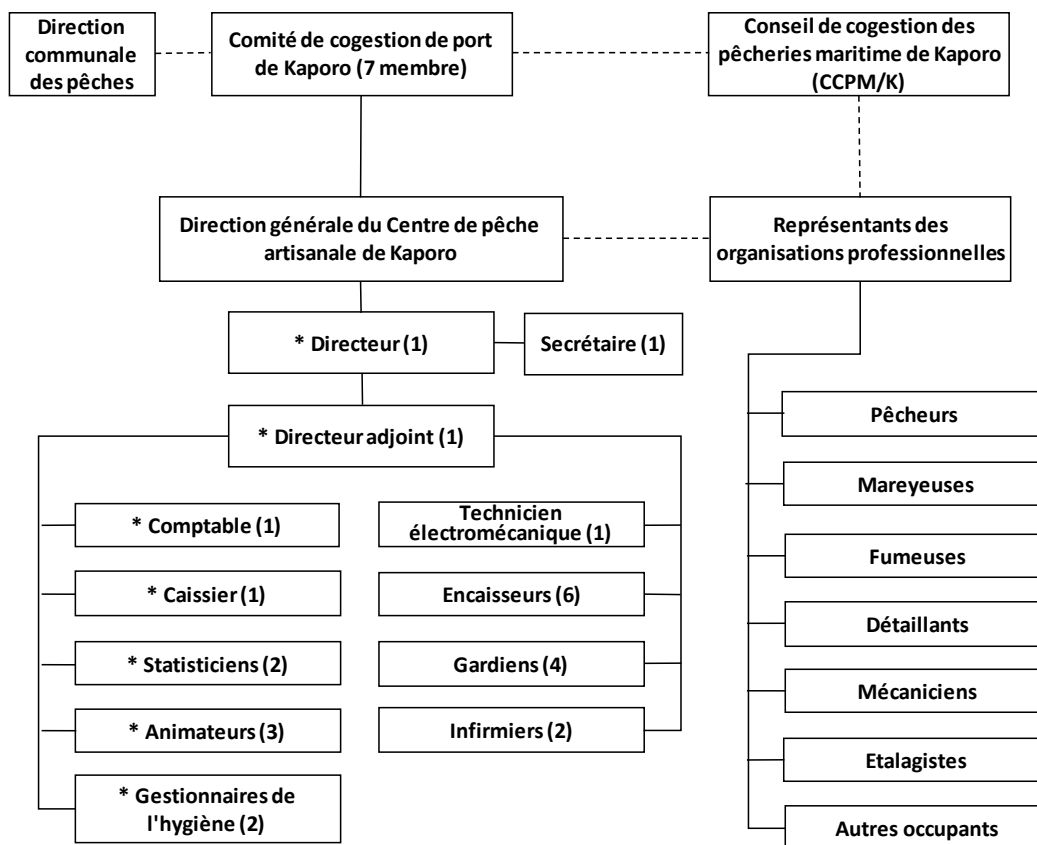 Direction
communale
des pêches
Comité de cogestion de port
de Kaporo (7 membre)
Conseil de cogestion des
pêcheries maritime de Kaporo
(CCPM/K)
Direction générale du Centre de pêche
artisanale de Kaporo
Représentants des
organisations professionnelles
* Directeur (1)
Secrétaire (1)
* Directeur adjoint (1)
* Comptable (1)
* Caissier (1)
* Statisticiens (2)
* Animateurs (3)
* Gestionnaires de
l'hygiène (2)
Technicien
électromécanique (1)
Encaisseurs (6)
Gardiens (4)
Infirmiers (2)
Pêcheurs
Mareyeuses
Fumeuses
Détaillants
Mécaniciens
Etalagistes
Autres occupants